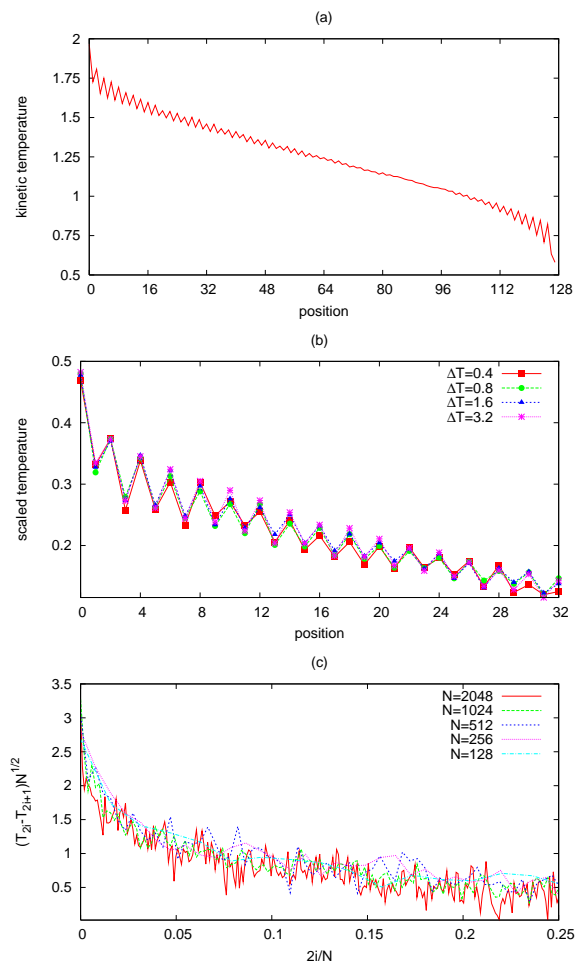 (a)
2
1.75
1.5
1.25
1
0.75
0.5
kinetic temperature
0 16 32 48 64 80 96 112 128
position
(b)
0.5
0.4
0.3
0.2
scaled temperature
ΔT=0.4
ΔT=0.8
ΔT=1.6
ΔT=3.2
0 4 8 12 16 20 24 28 32
position
(c)
3.5
3
2.5
2
1.5
1
0.5
(T2i-T2i+1)N1/2
N=2048
N=1024
N=512
N=256
N=128
0 0.05 0.1 0.15 0.2 0.25
2i/N